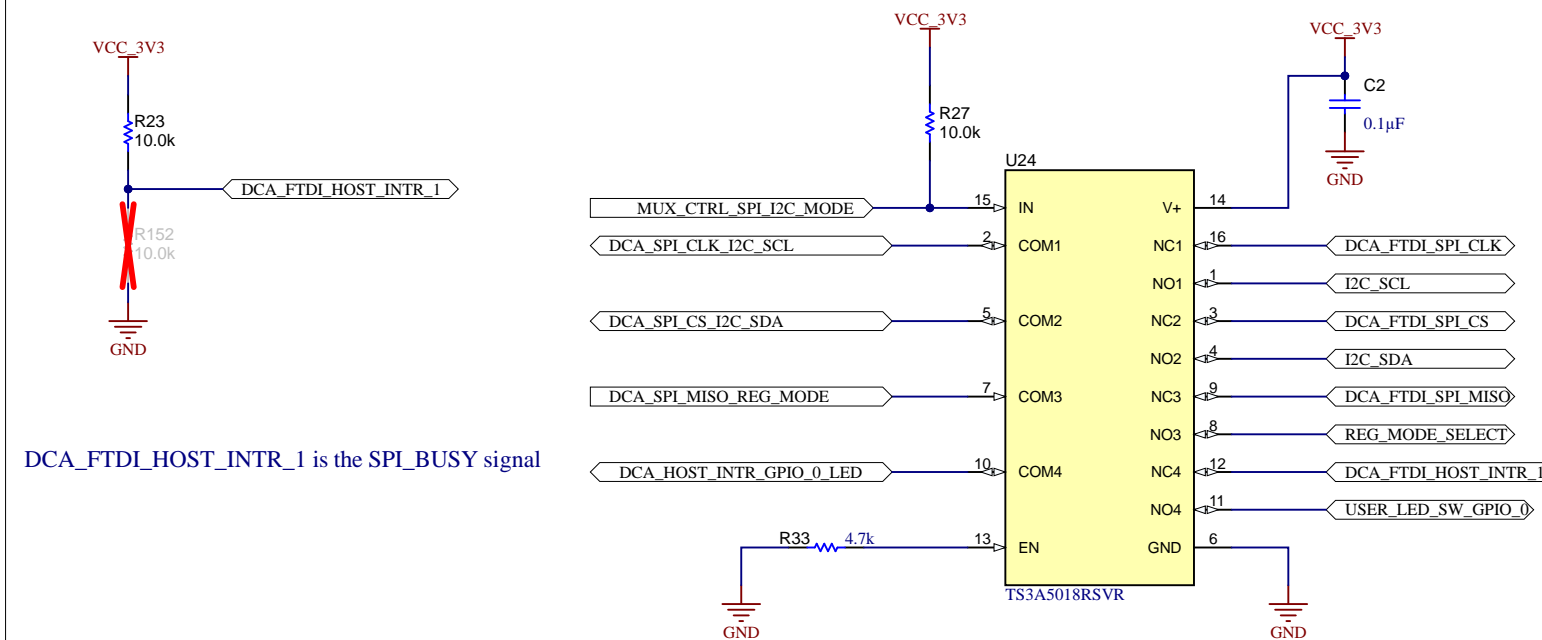 VCC_3V3
R23
10.0k
DCA_FTDI_HOST_INTR_1
R152
10.0k
GND
DCA_FTDI_HOST_INTR_1 is the SPI_BUSY signal
VCC_3V3
R27
10.0k
VCC_3V3
C2
0.1µF
GND
U24
MUX_CTRL_SPI_I2C_MODE
15
IN
V+
14
DCA_SPI_CLK_I2C_SCL
2
COM1
NC1
16
DCA_FTDI_SPI_CLK
NO1
1
I2C_SCL
DCA_SPI_CS_I2C_SDA
5
COM2
NC2
3
DCA_FTDI_SPI_CS
NO2
4
I2C_SDA
DCA_SPI_MISO_REG_MODE
7
COM3
NC3
9
DCA_FTDI_SPI_MISO
NO3
8
REG_MODE_SELECT
DCA_HOST_INTR_GPIO_0_LED
10
COM4
NC4
12
DCA_FTDI_HOST_INTR_1
NO4
11
USER_LED_SW_GPIO_0
R33
4.7k
13
EN
GND
6
TS3A5018RSVR
GND
GND